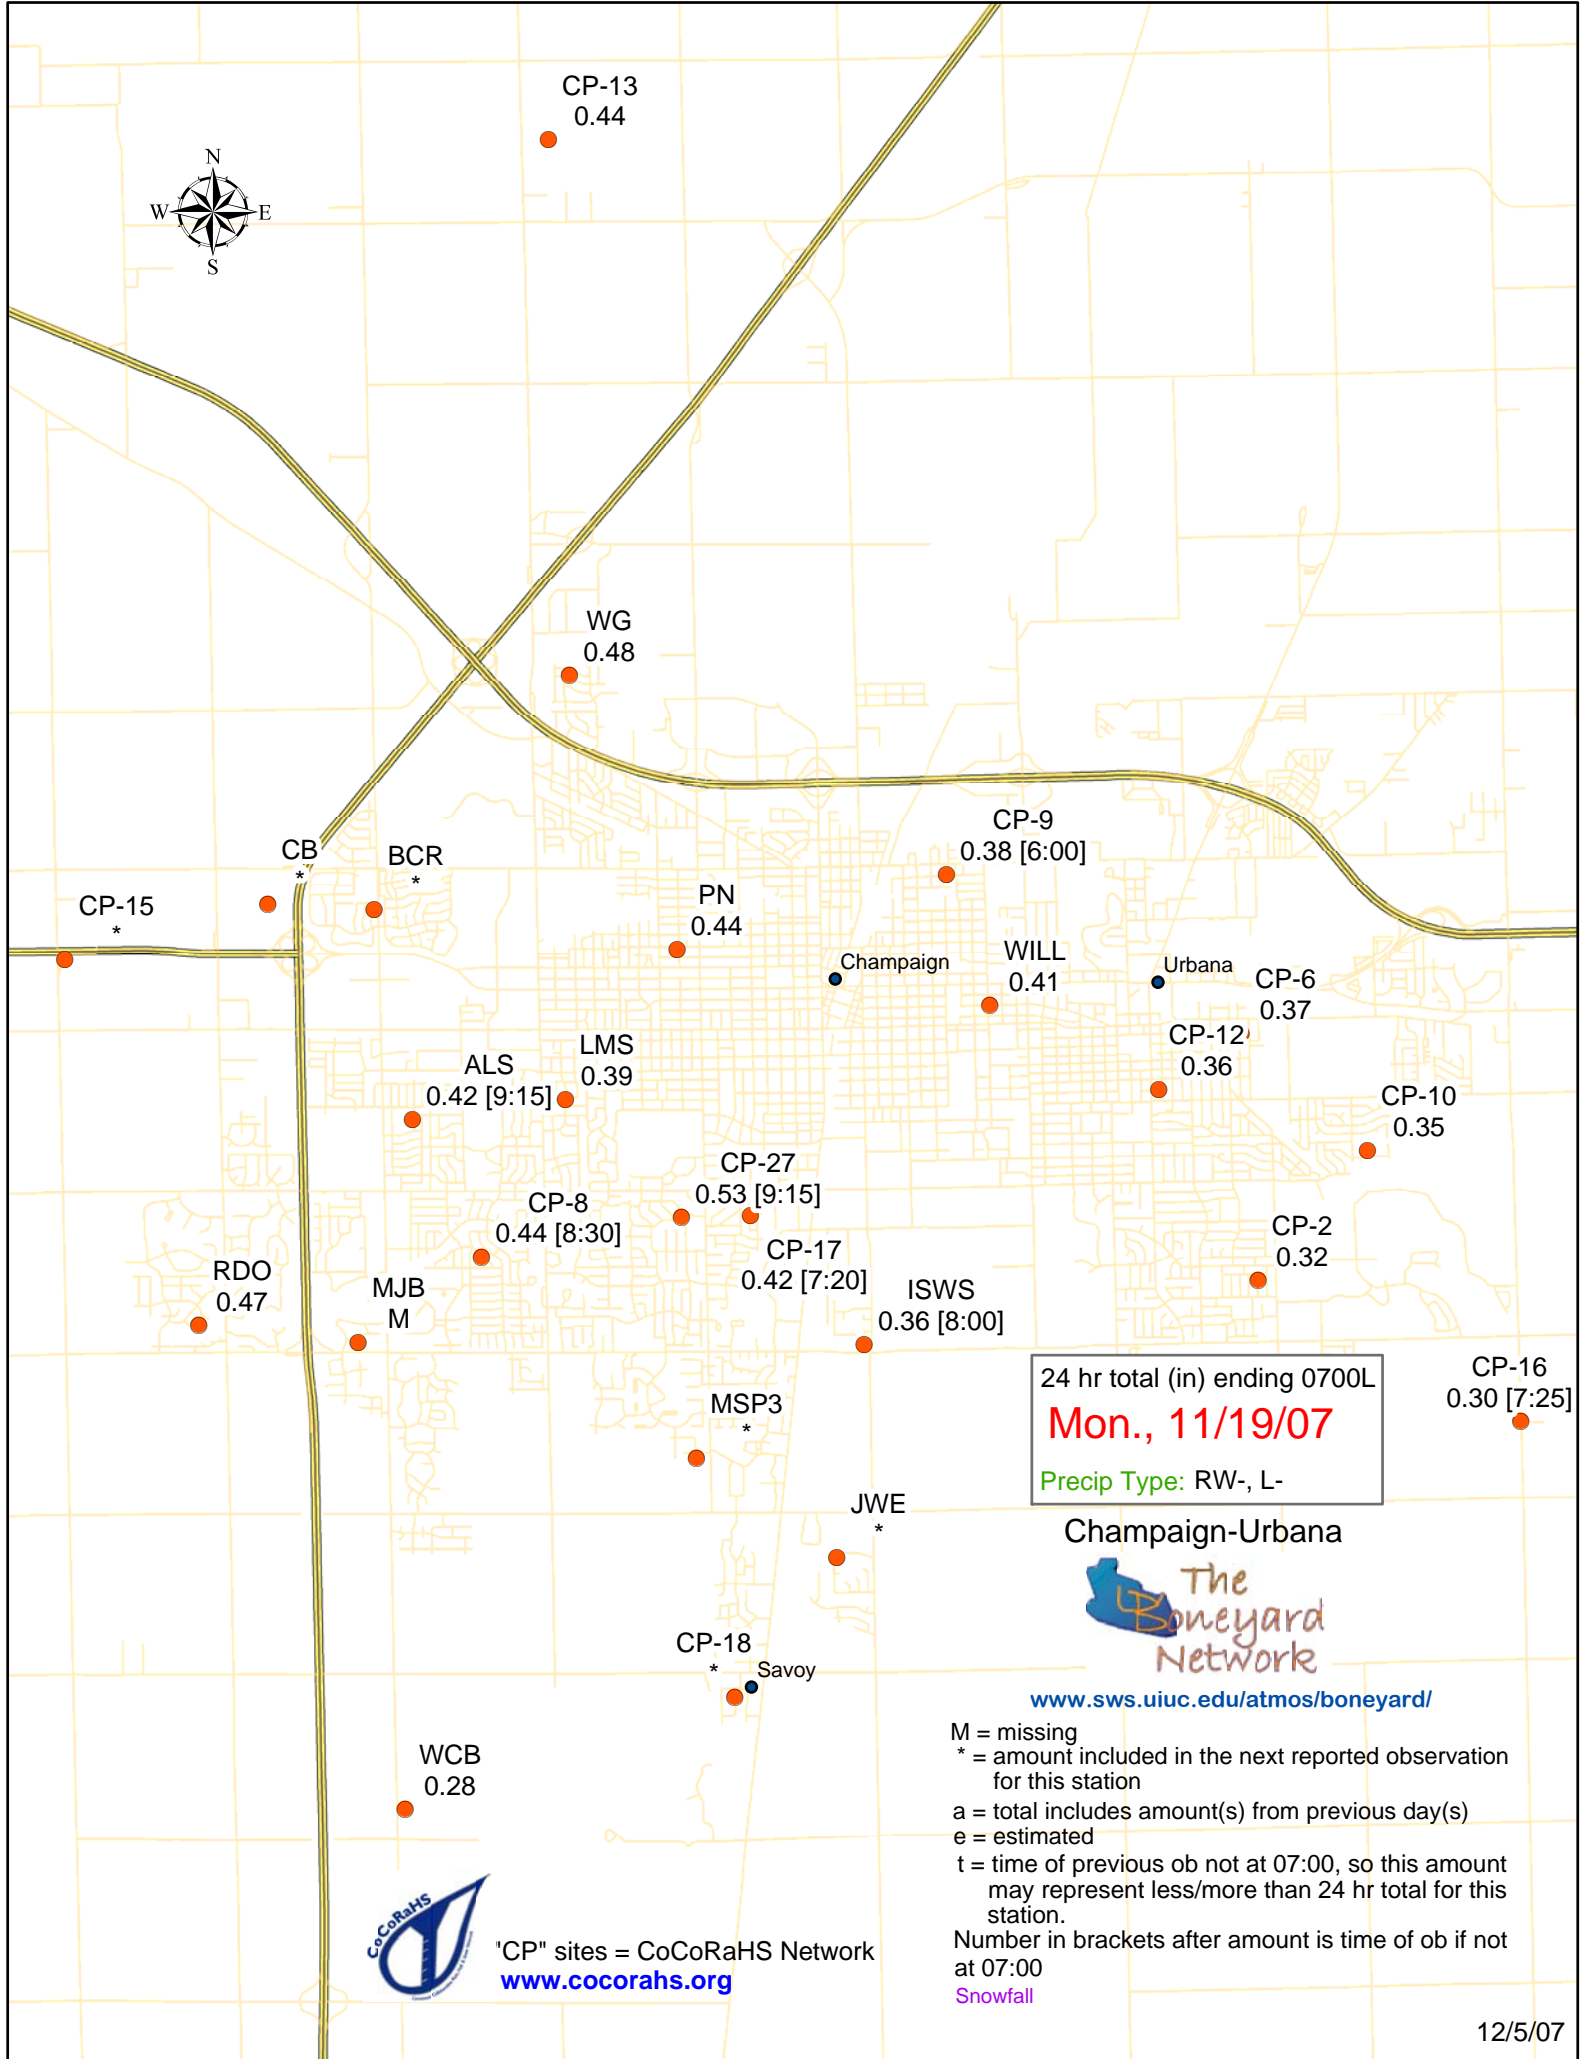 CP-13
0.44
N
W
E
S
WG
0.48
CP-9
0.38 [6:00]
CB
*
BCR
*
CP-15
*
PN
0.44
Champaign
WILL
0.41
Urbana
CP-6
0.37
CP-12
0.36
LMS
0.39
ALS
0.42 [9:15]
CP-10
0.35
CP-27
0.53 [9:15]
CP-8
0.44 [8:30]
CP-17
0.42 [7:20]
CP-2
0.32
RDO
0.47
MJB
M
ISWS
0.36 [8:00]
24 hr total (in) ending 0700L
Mon., 11/19/07
Precip Type: RW-, L-
CP-16
0.30 [7:25]
MSP3
*
JWE
*
Champaign-Urbana
The
Boneyard
Network
www.sws.uiuc.edu/atmos/boneyard/
CP-18
*
Savoy
WCB
0.28
M = missing
* = amount included in the next reported observation
for this station
a = total includes amount(s) from previous day(s)
e = estimated
t = time of previous ob not at 07:00, so this amount
may represent less/more than 24 hr total for this
station.
Number in brackets after amount is time of ob if not
at 07:00
Snowfall
CoCoRaHS
"CP" sites = CoCoRaHS Network
www.cocorahs.org
12/5/07